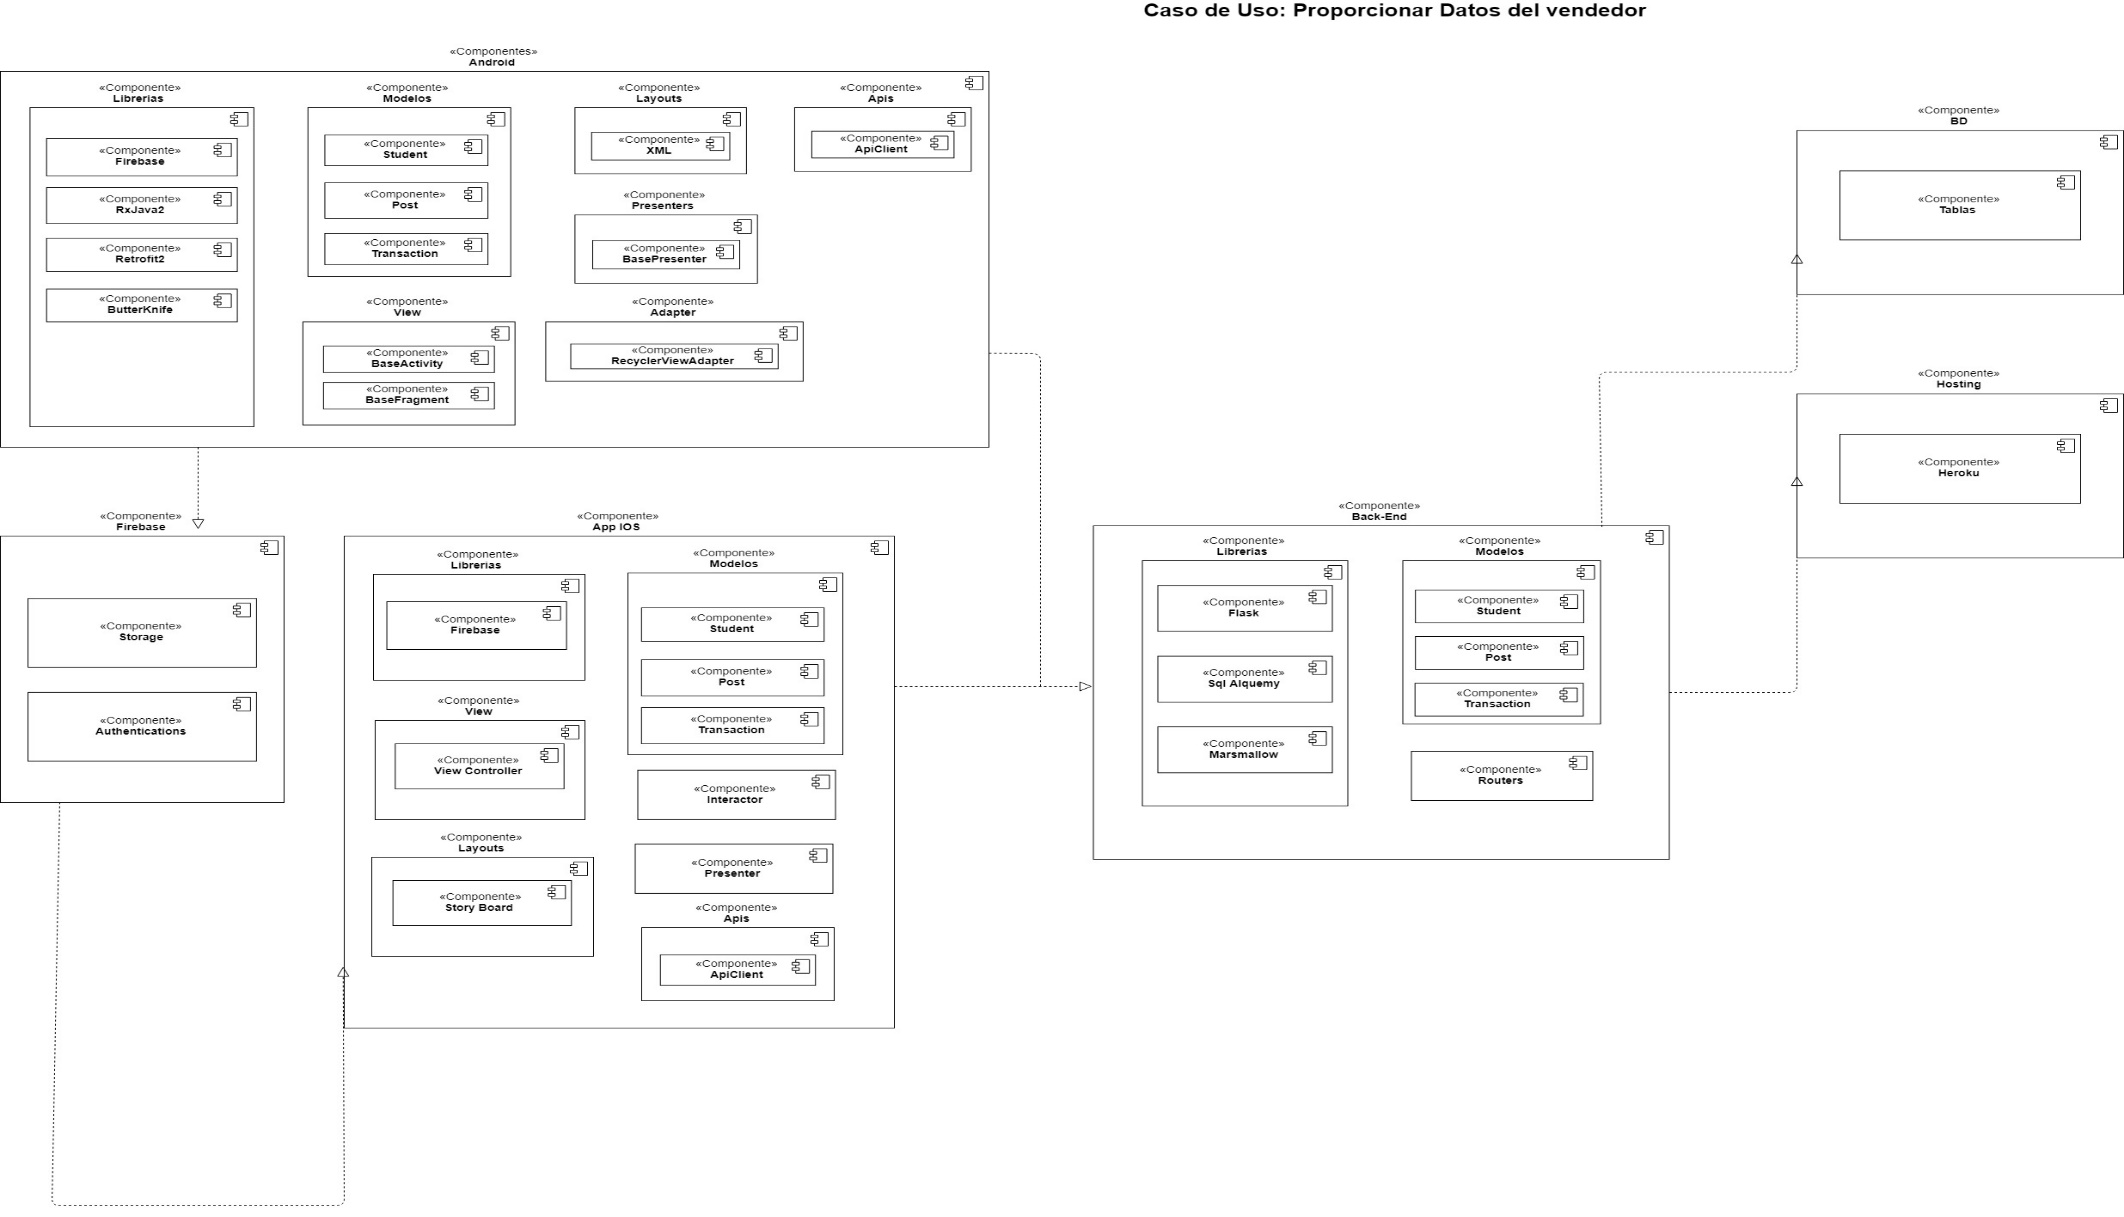 Caso de Uso: Proporcionar Datos del vendedor
«Componentes»
Android
«Componente»
Librerias
«Componente»
Firebase
«Componente»
RxJava2
«Componente»
Retrofit2
«Componente»
ButterKnife
«Componente»
Modelos
«Componente»
Student
«Componente»
Post
«Componente»
Transaction
«Componente»
View
«Componente»
BaseActivity
«Componente»
BaseFragment
«Componente»
Layouts
«Componente»
XML
«Componente»
Presenters
«Componente»
BasePresenter
«Componente»
Adapter
«Componente»
RecyclerViewAdapter
«Componente»
Apis
«Componente»
ApiClient
«Componente»
Firebase
«Componente»
Storage
«Componente»
Authentications
«Componente»
App IOS
«Componente»
Librerias
«Componente»
Firebase
«Componente»
View
«Componente»
View Controller
«Componente»
Layouts
«Componente»
Story Board
«Componente»
Modelos
«Componente»
Student
«Componente»
Post
«Componente»
Transaction
«Componente»
Interactor
«Componente»
Presenter
«Componente»
Apis
«Componente»
ApiClient
«Componente»
Back-End
«Componente»
Librerias
«Componente»
Flask
«Componente»
Sql Alquemy
«Componente»
Marsmallow
«Componente»
Modelos
«Componente»
Student
«Componente»
Post
«Componente»
Transaction
«Componente»
Routers
«Componente»
BD
«Componente»
Tablas
«Componente»
Hosting
«Componente»
Heroku